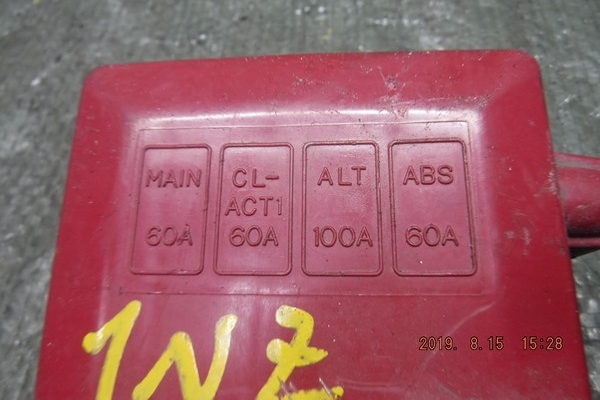 MAIN
60A
CL-
ACT1
60A
ALT
100A
ABS
60A
1NZ
2019. 8.15 15:28